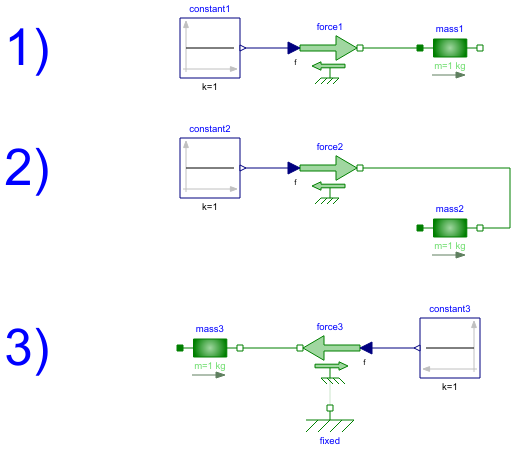 1)
constant1
k=1
f
force1
mass1
m=1 kg
2)
constant2
k=1
f
force2
mass2
m=1 kg
3)
mass3
m=1 kg
force3
f
constant3
k=1
fixed